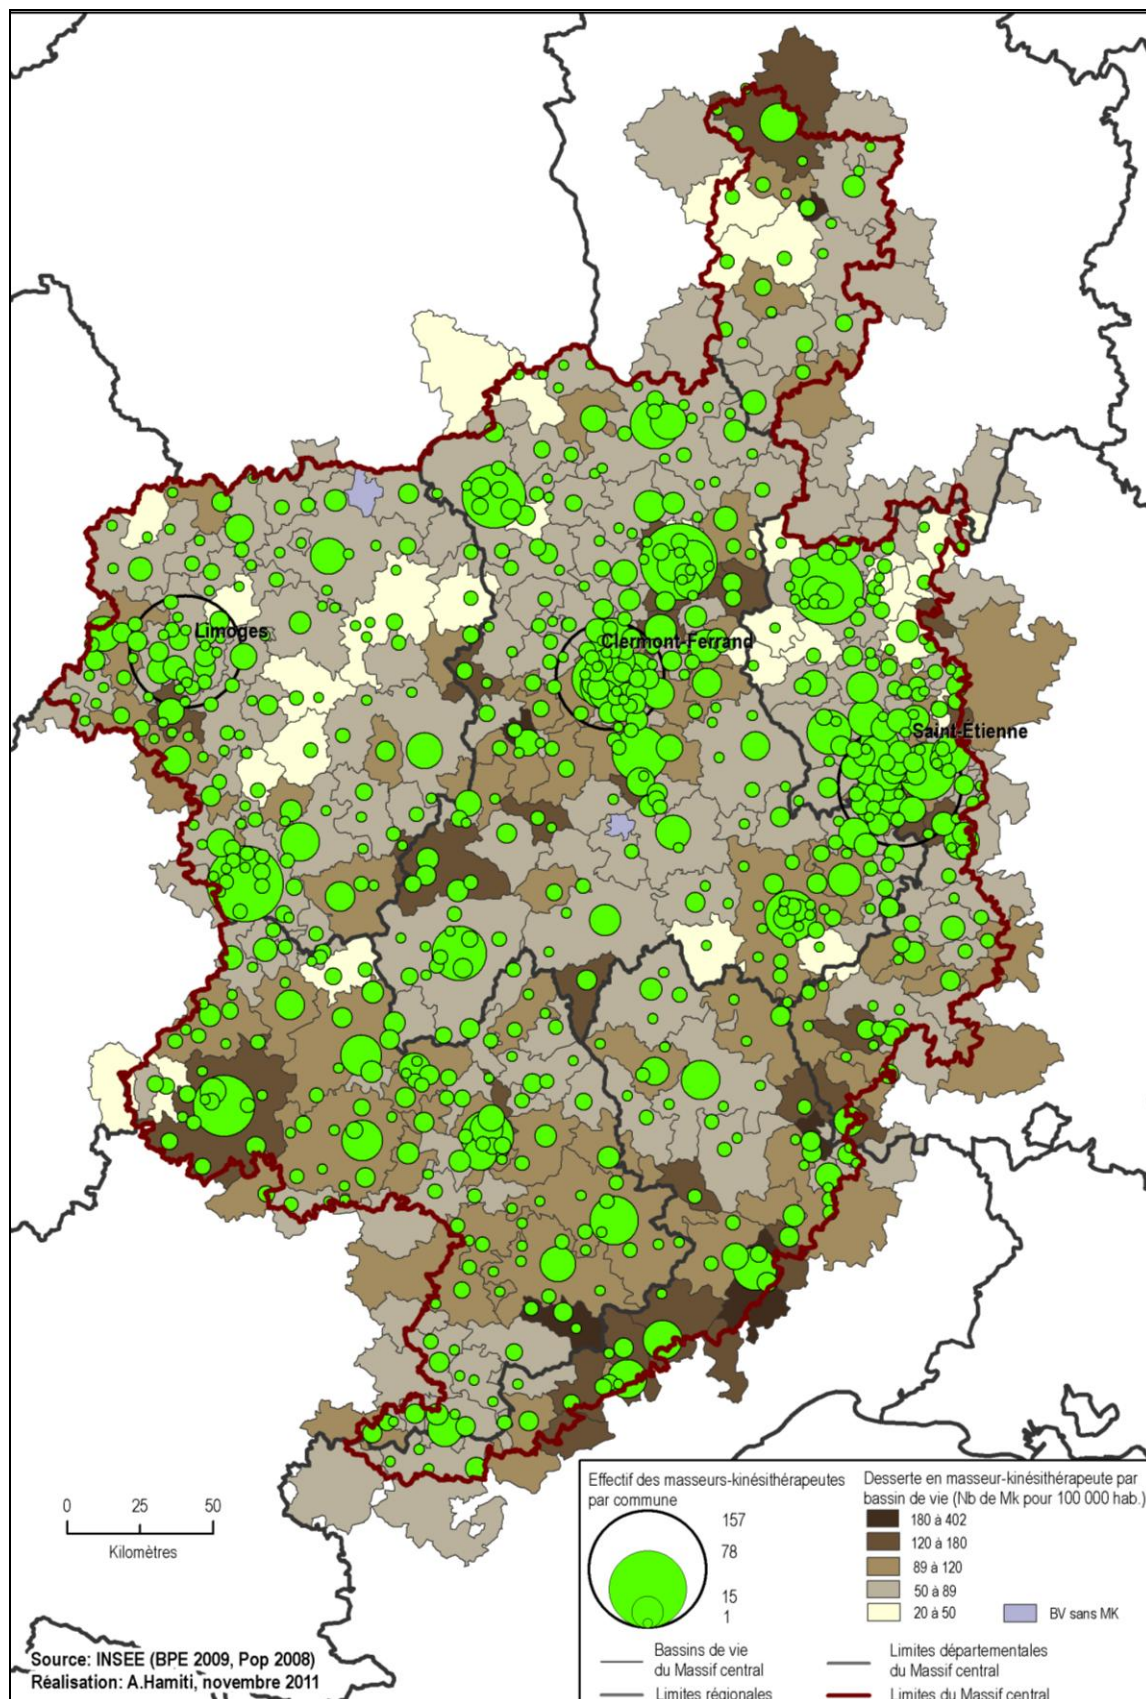 Limoges
Clermont-Ferrand
Saint-Étienne
0 25 50
Kilomètres
Source: INSEE (BPE 2009, Pop 2008)
Réalisation: A.Hamiti, novembre 2011
Effectif des masseurs-kinésithérapeutes
par commune
157
78
15
1
Desserte en masseur-kinésithérapeute par
bassin de vie (Nb de Mk pour 100 000 hab.)
180 à 402
120 à 180
89 à 120
50 à 89
20 à 50
BV sans MK
Bassins de vie
du Massif central
Limites régionales
Limites départementales
du Massif central
Limites du Massif central